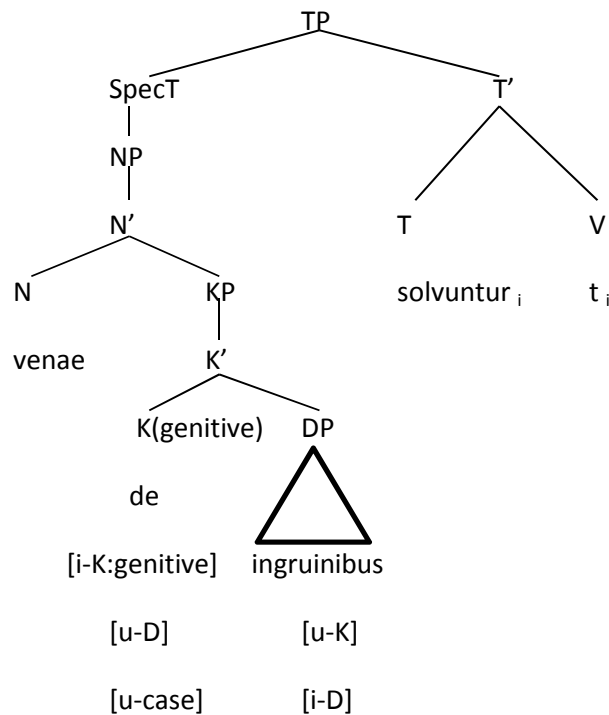 TP
SpecT T’
NP
N’ T V
N KP solvuntur i t i
venae K’
K(genitive) DP
de
[i-K:genitive] ingruinibus
[u-D] [u-K]
[u-case] [i-D]